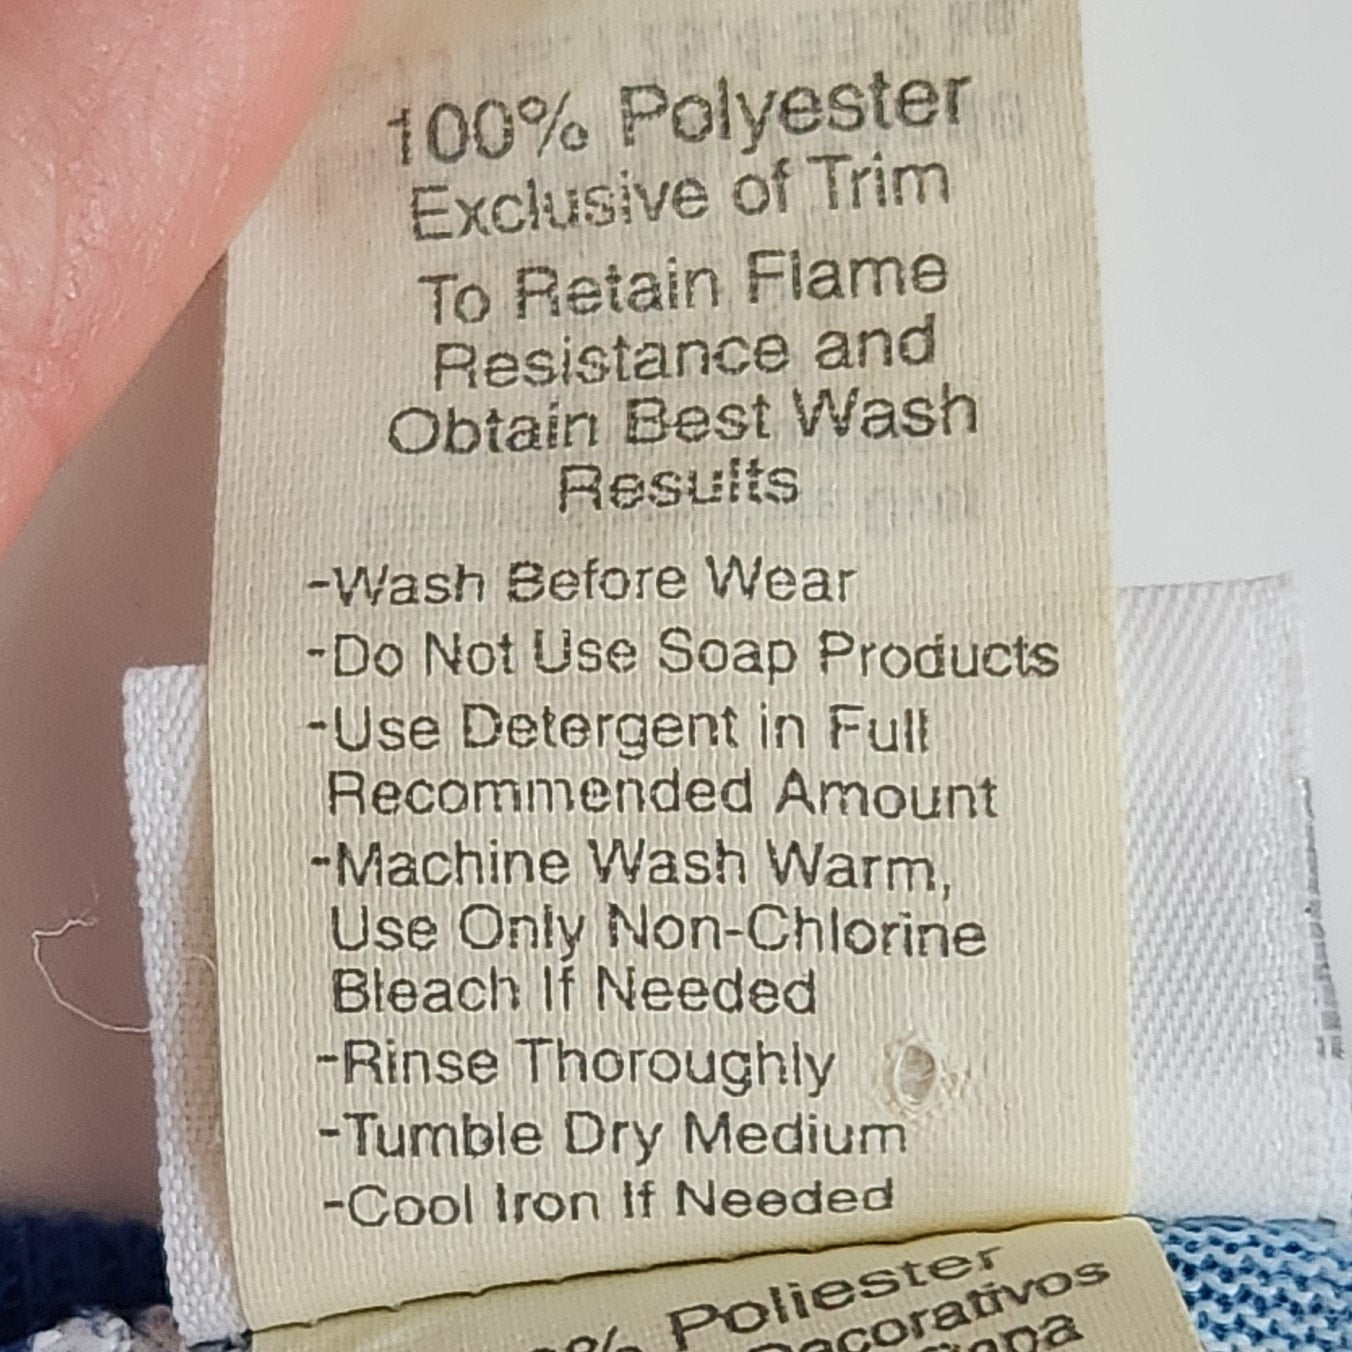 100% Polyester
Exclusive of Trim
To Retain Flame
Resistance and
Obtain Best Wash
Results
-Wash Before Wear
-Do Not Use Soap Products
-Use Detergent in Full
Recommended Amount
-Machine Wash Warm,
Use Only Non-Chlorine
Bleach If Needed
-Rinse Thoroughly
-Tumble Dry Medium
-Cool Iron If Needed
% Poliester
Decorativos